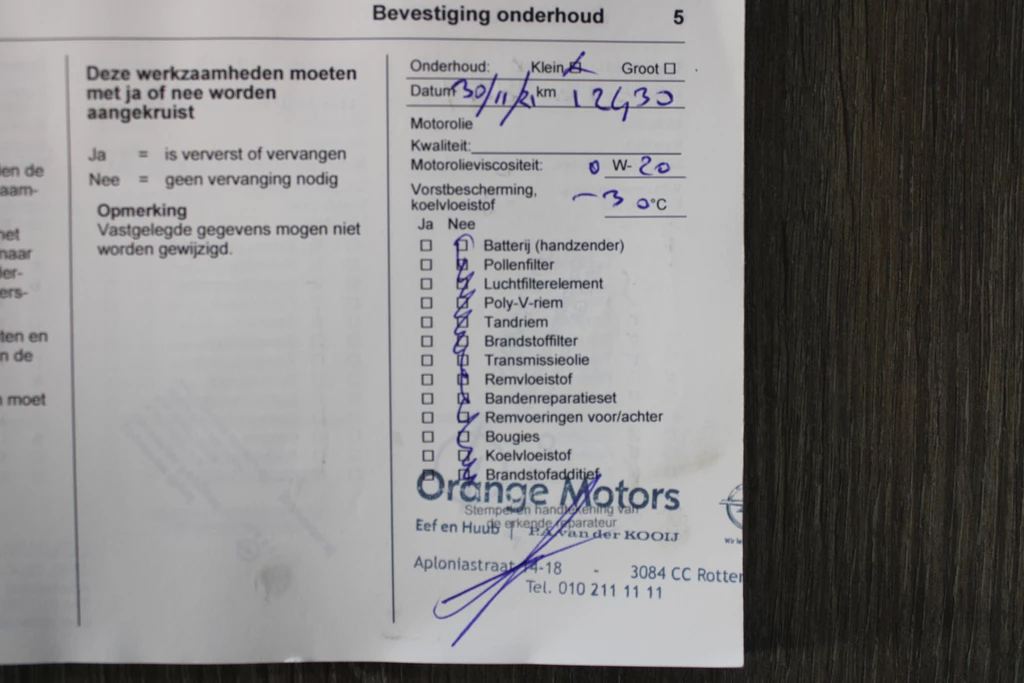 Bevestiging onderhoud 5
en de
aam-
net
naar
der-
ers-
ten en
n de
moet
Deze werkzaamheden moeten
met ja of nee worden
aangekruist
Ja = is ververst of vervangen
Nee = geen vervanging nodig
Opmerking
Vastgelegde gegevens mogen niet
worden gewijzigd.
Onderhoud: Klein Groot
Datum 30/11/21 km 12430
Motorolie
Kwaliteit:
Motorolieviscositeit: 0 W- 20
Vorstbescherming,
koelvloeistof -30 °C
Ja Nee
Batterij (handzender)
Pollenfilter
Luchtfilterelement
Poly-V-riem
Tandriem
Brandstoffilter
Transmissieolie
Remvloeistof
Bandenreparatieset
Remvoeringen voor/achter
Bougies
Koelvloeistof
Brandstofadditief
Orange Motors
Stempel en handtekening van
de erkende reparateur
Eef en Huub | P.A. van der KOOIJ
Aploniastraat 14-18 - 3084 CC Rotter
Tel. 010 211 11 11